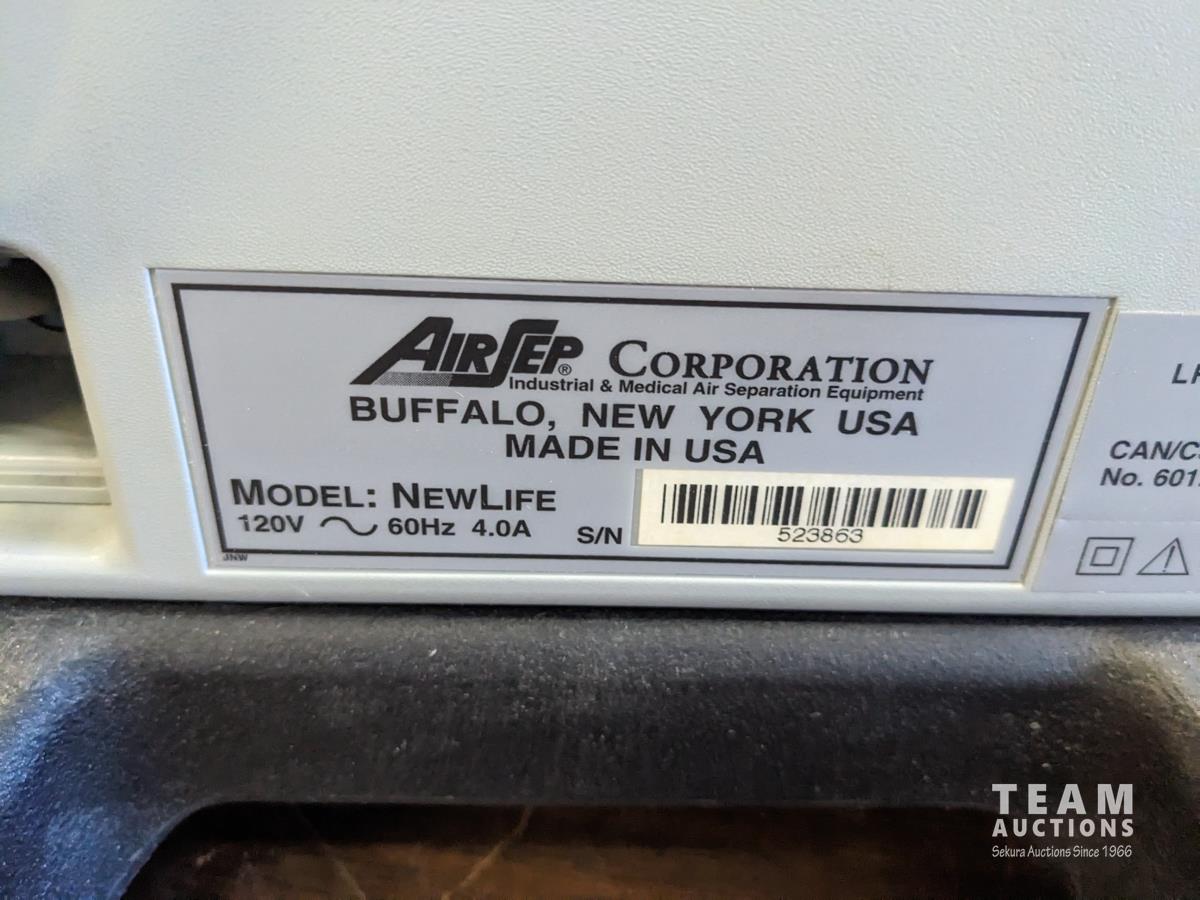 AIRSEP® CORPORATION
Industrial & Medical Air Separation Equipment
BUFFALO, NEW YORK USA
MADE IN USA
MODEL: NEWLIFE
120V 60Hz 4.0A
S/N 523863
JNW
CAN/C
No. 601
TEAM
AUCTIONS
Sekura Auctions Since 1966